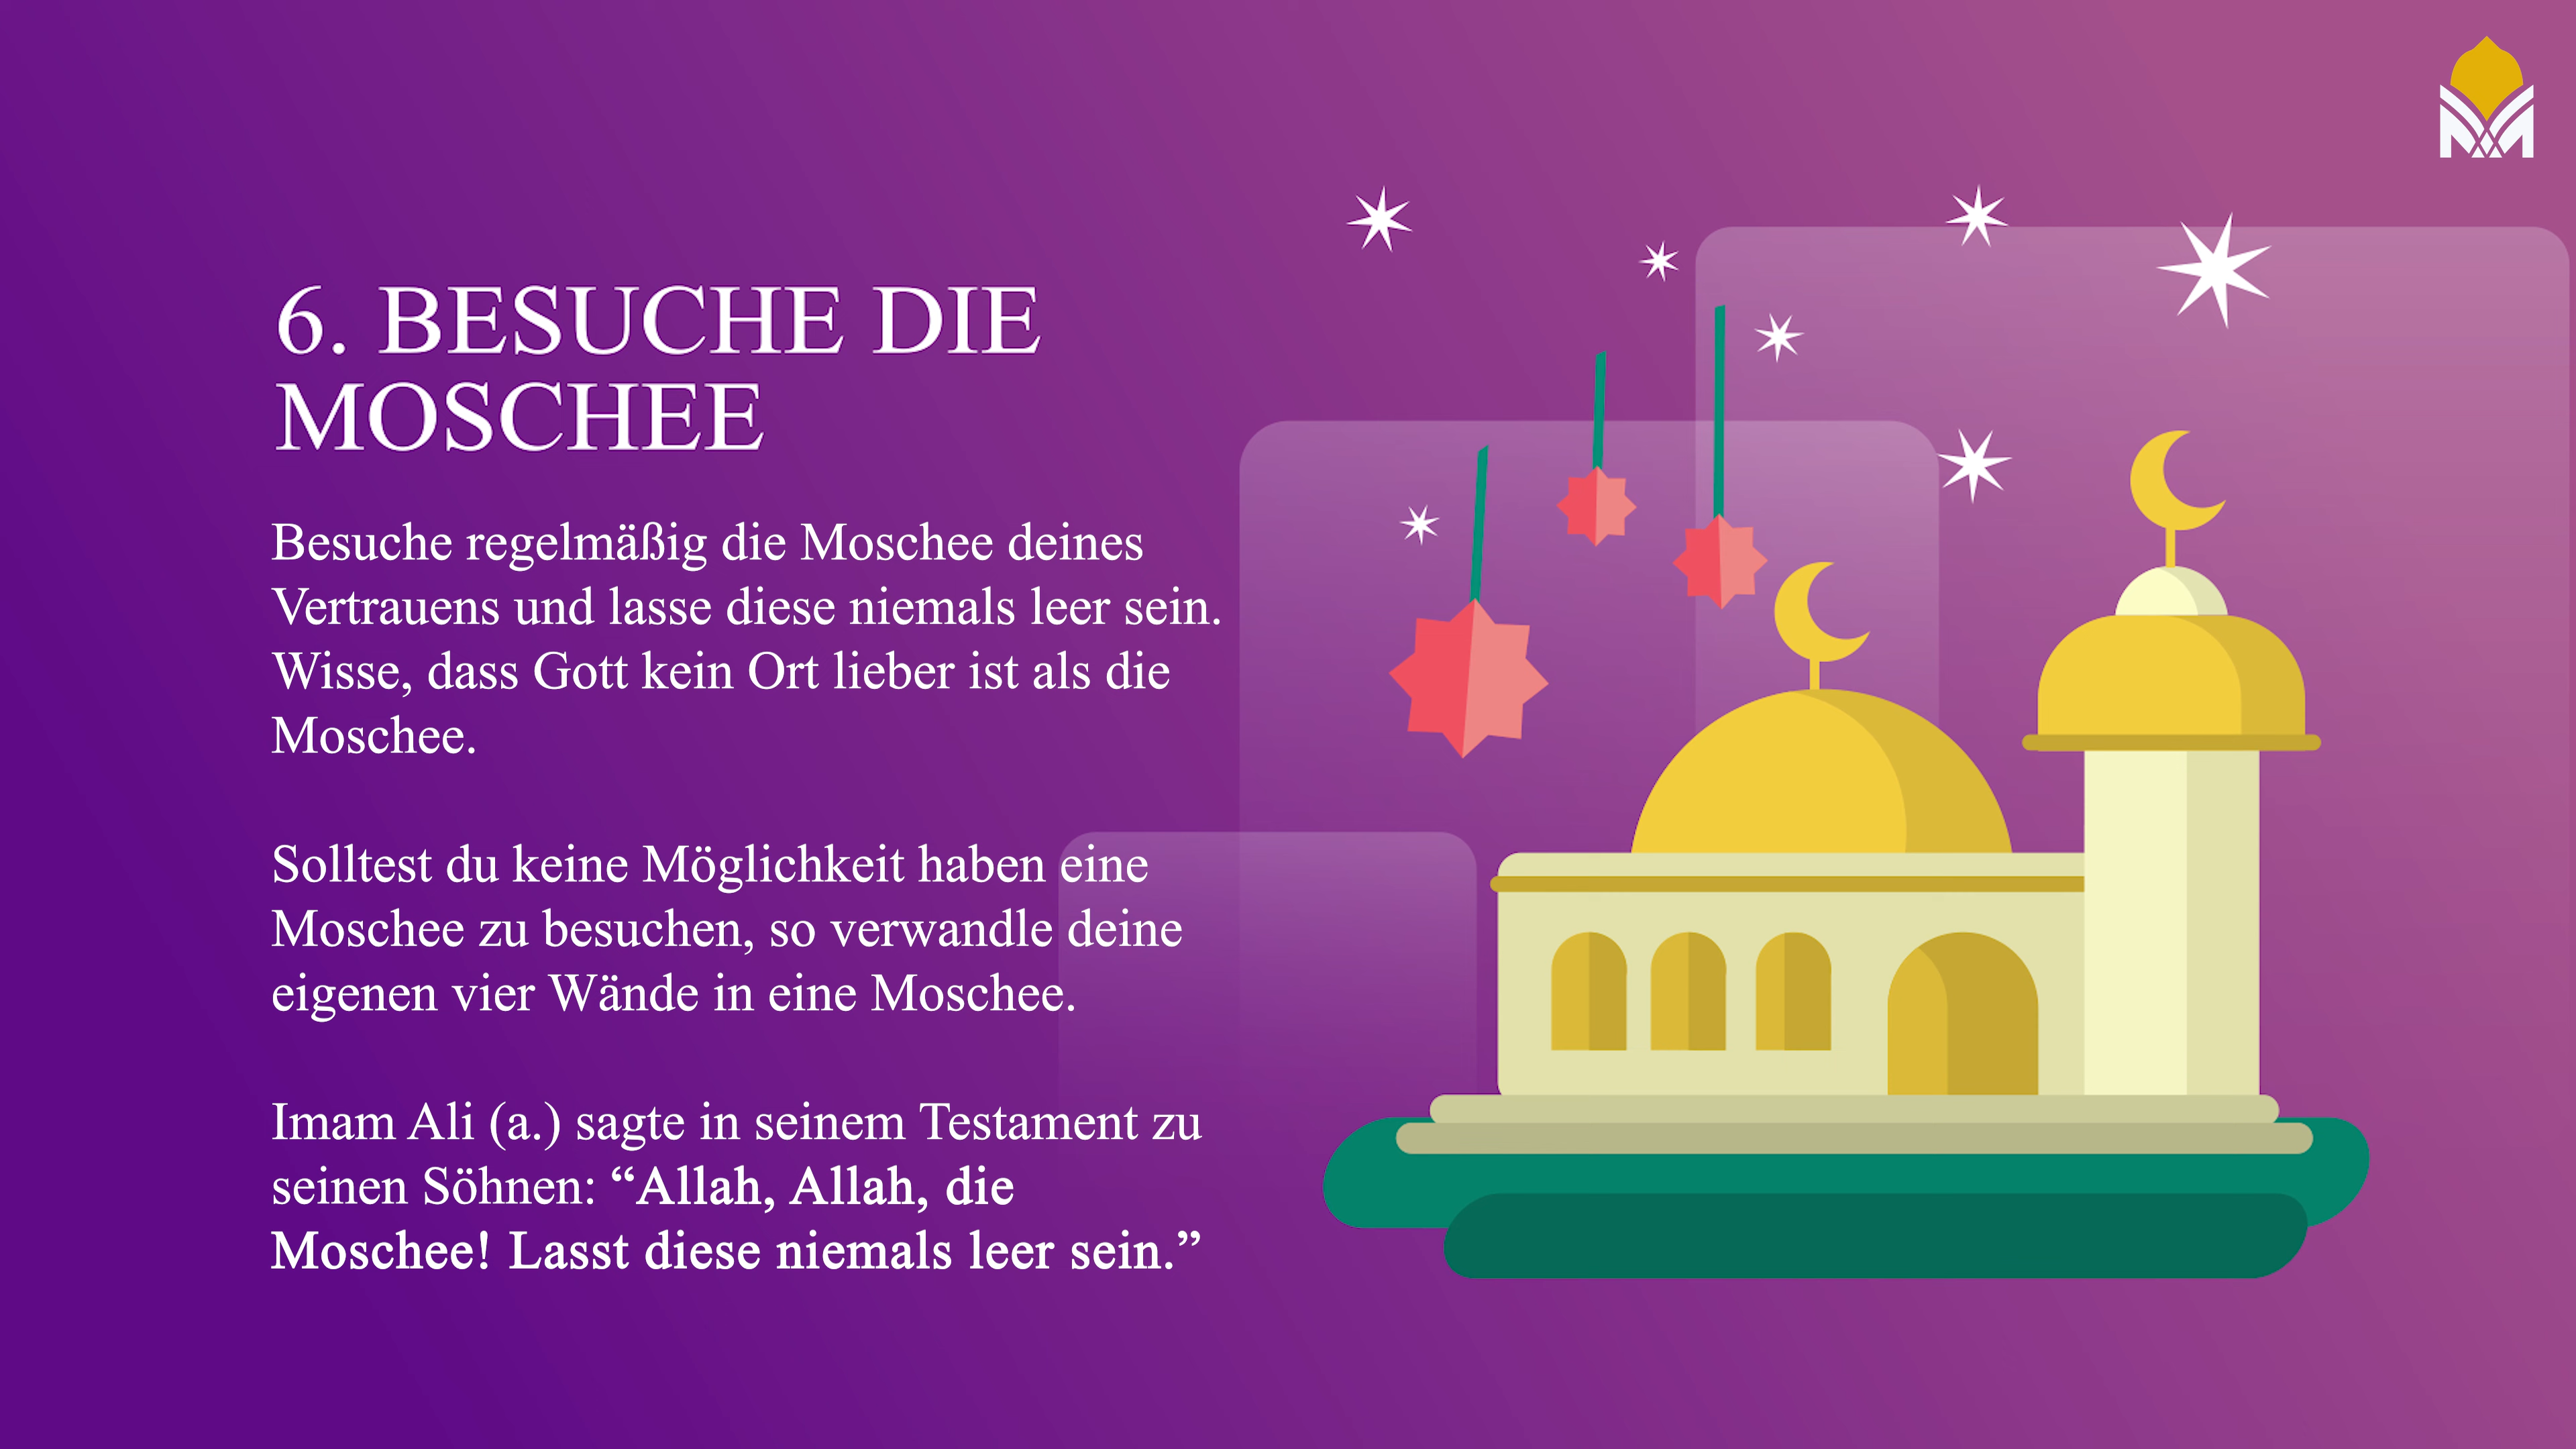 6. BESUCHE DIE
MOSCHEE
Besuche regelmäßig die Moschee deines
Vertrauens und lasse diese niemals leer sein.
Wisse, dass Gott kein Ort lieber ist als die
Moschee.
Solltest du keine Möglichkeit haben eine
Moschee zu besuchen, so verwandle deine
eigenen vier Wände in eine Moschee.
Imam Ali (a.) sagte in seinem Testament zu
seinen Söhnen: “Allah, Allah, die
Moschee! Lasst diese niemals leer sein.”